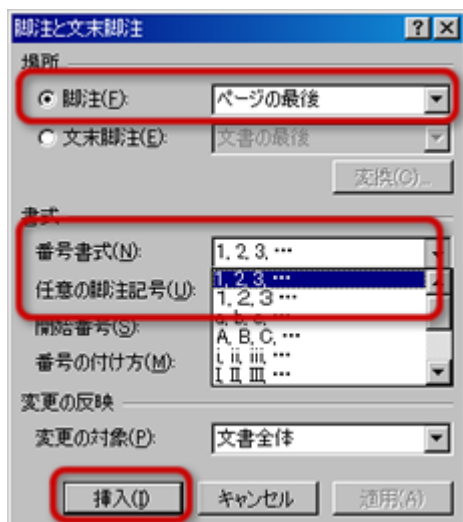 脚注と文末脚注
場所
脚注(F): ページの最後
文末脚注(E): 文書の最後
変換(C)...
書式
番号書式(N): 1, 2, 3, …
任意の脚注記号(U): 1, 2, 3, …
1, 2, 3 …
開始番号(S): a, b, c, …
A, B, C, …
番号の付け方(M): i, ii, iii, …
I, II, III, …
変更の反映
変更の対象(P): 文書全体
挿入(I) キャンセル 適用(A)